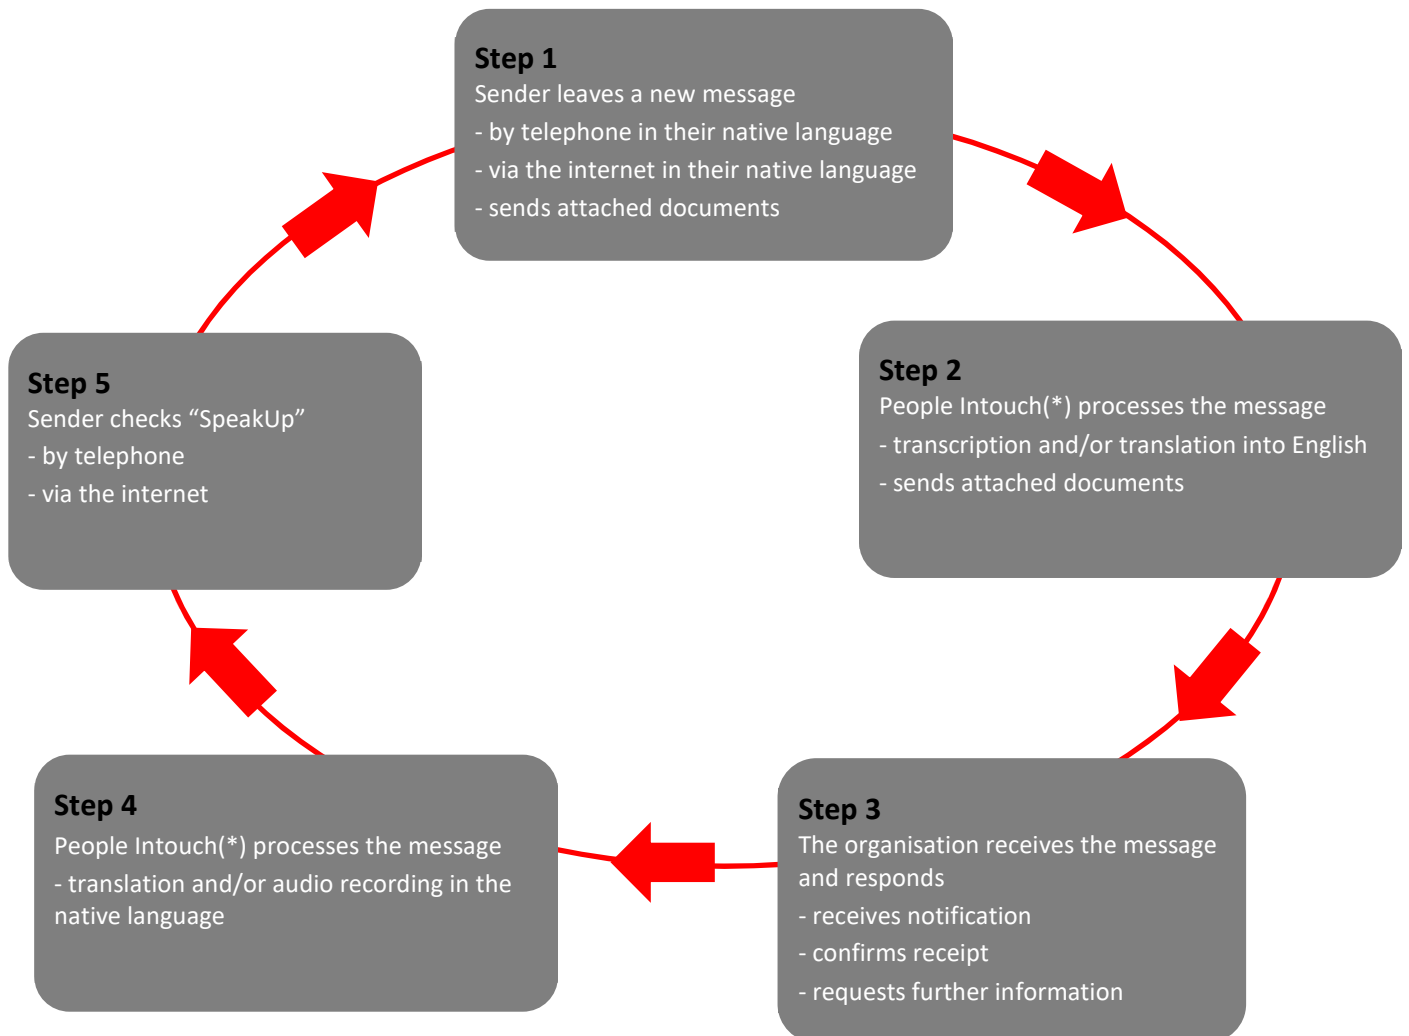 Step 1
Sender leaves a new message
- by telephone in their native language
- via the internet in their native language
- sends attached documents
Step 2
People Intouch(*) processes the message
- transcription and/or translation into English
- sends attached documents
Step 3
The organisation receives the message
and responds
- receives notification
- confirms receipt
- requests further information
Step 4
People Intouch(*) processes the message
- translation and/or audio recording in the
native language
Step 5
Sender checks “SpeakUp”
- by telephone
- via the internet